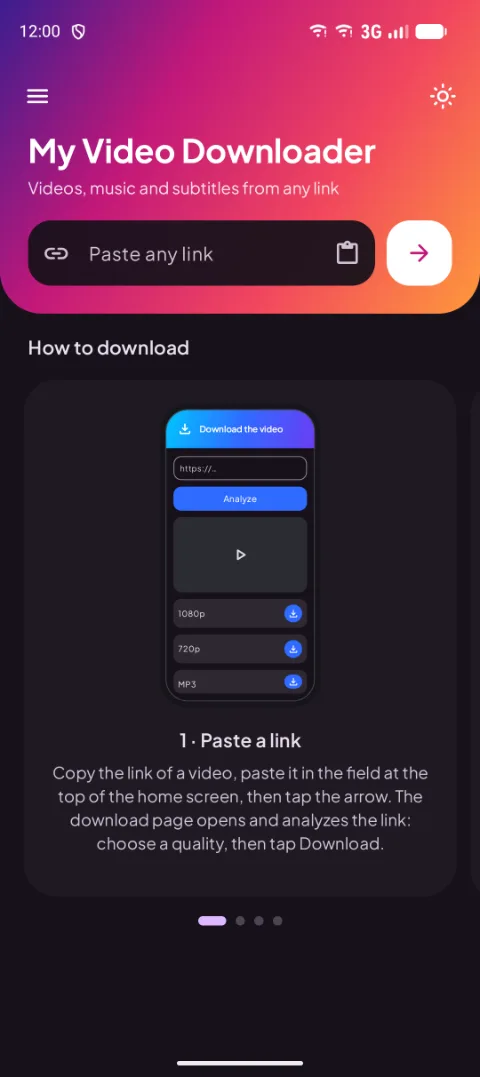 12:00
3G
My Video Downloader
Videos, music and subtitles from any link
Paste any link
How to download
Download the video
https://..
Analyze
1080p
720p
MP3
1 · Paste a link
Copy the link of a video, paste it in the field at the
top of the home screen, then tap the arrow. The
download page opens and analyzes the link:
choose a quality, then tap Download.